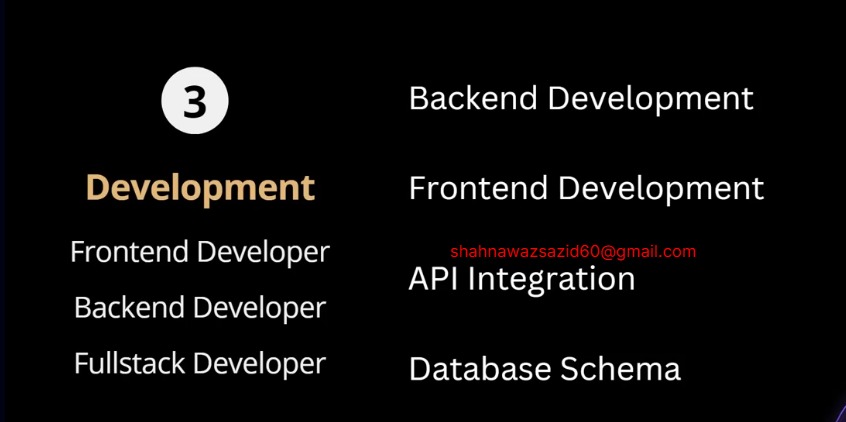 3
Development
Frontend Developer
Backend Developer
Fullstack Developer
Backend Development
Frontend Development
shahnawazsazid60@gmail.com
API Integration
Database Schema